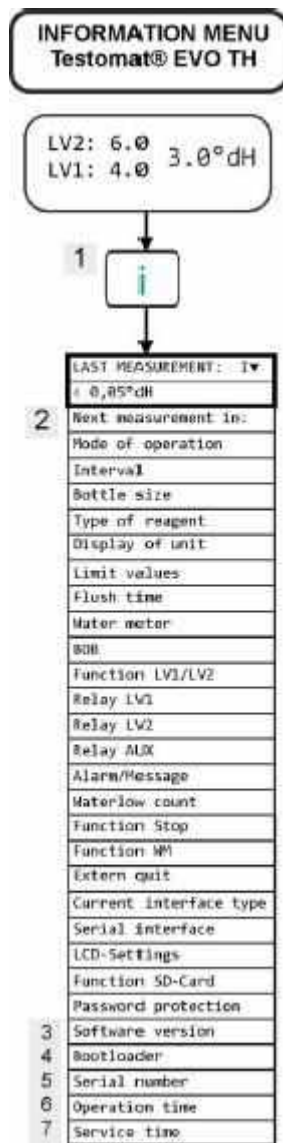 INFORMATION MENU
Testomat® EVO TH
LV2: 6.0
LV1: 4.0
3.0°dH
1
i
LAST MEASUREMENT: I▼
< 0,05°dH
2
Next measurement in:
Mode of operation
Interval
Bottle size
Type of reagent
Display of unit
Limit values
Flush time
Water meter
BOB
Function LV1/LV2
Relay LW1
Relay LW2
Relay AUX
Alarm/Message
Waterlow count
Function Stop
Function WM
Extern quit
Current interface type
Serial interface
LCD-Settings
Function SD-Card
Password protection
3 Software version
4 Bootloader
5 Serial number
6 Operation time
7 Service time